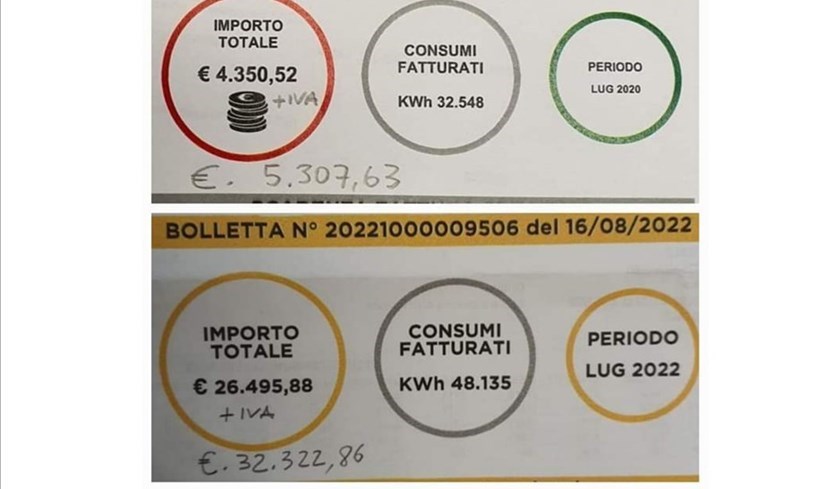 IMPORTO
TOTALE
€ 4.350,52
+IVA
€. 5.307,63
CONSUMI
FATTURATI
KWh 32.548
PERIODO
LUG 2020
BOLLETTA N° 20221000009506 del 16/08/2022
IMPORTO
TOTALE
€ 26.495,88
+IVA
€. 32.322,86
CONSUMI
FATTURATI
KWh 48.135
PERIODO
LUG 2022